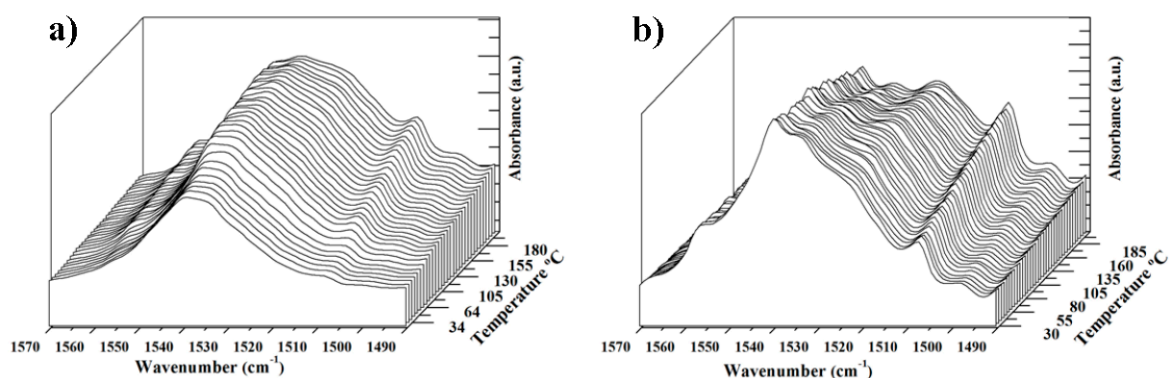 a)
Absorbance (a.u.)
180
155
130
105
64
34
Temperature ºC
1570 1560 1540 1530 1520 1510 1500 1490
Wavenumber (cm-1)
b)
Absorbance (a.u.)
185
160
135
105
80
55
30
Temperature ºC
1570 1560 1540 1530 1520 1510 1500 1490
Wavenumber (cm-1)